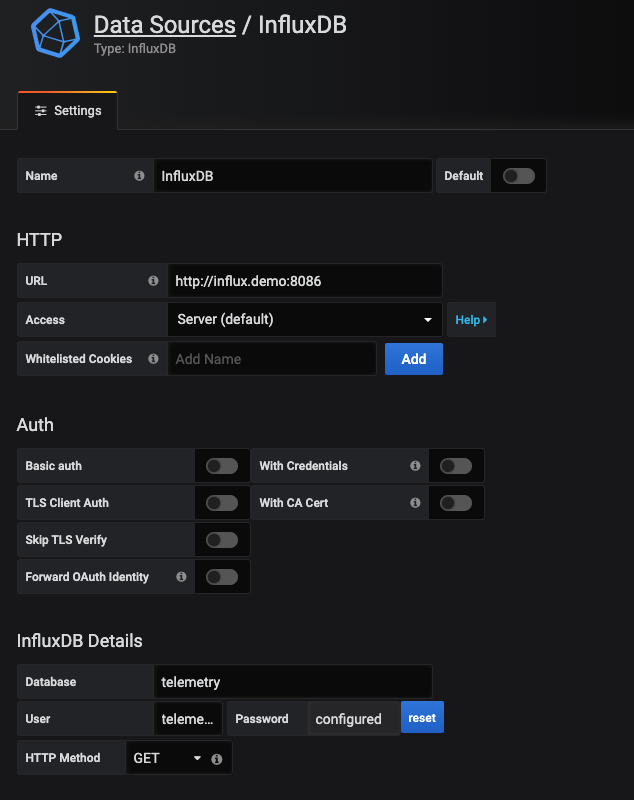 Data Sources / InfluxDB
Type: InfluxDB
Settings
Name InfluxDB Default
HTTP
URL http://influx.demo:8086
Access Server (default) Help
Whitelisted Cookies Add Name Add
Auth
Basic auth With Credentials
TLS Client Auth With CA Cert
Skip TLS Verify
Forward OAuth Identity
InfluxDB Details
Database telemetry
User teleme... Password configured reset
HTTP Method GET